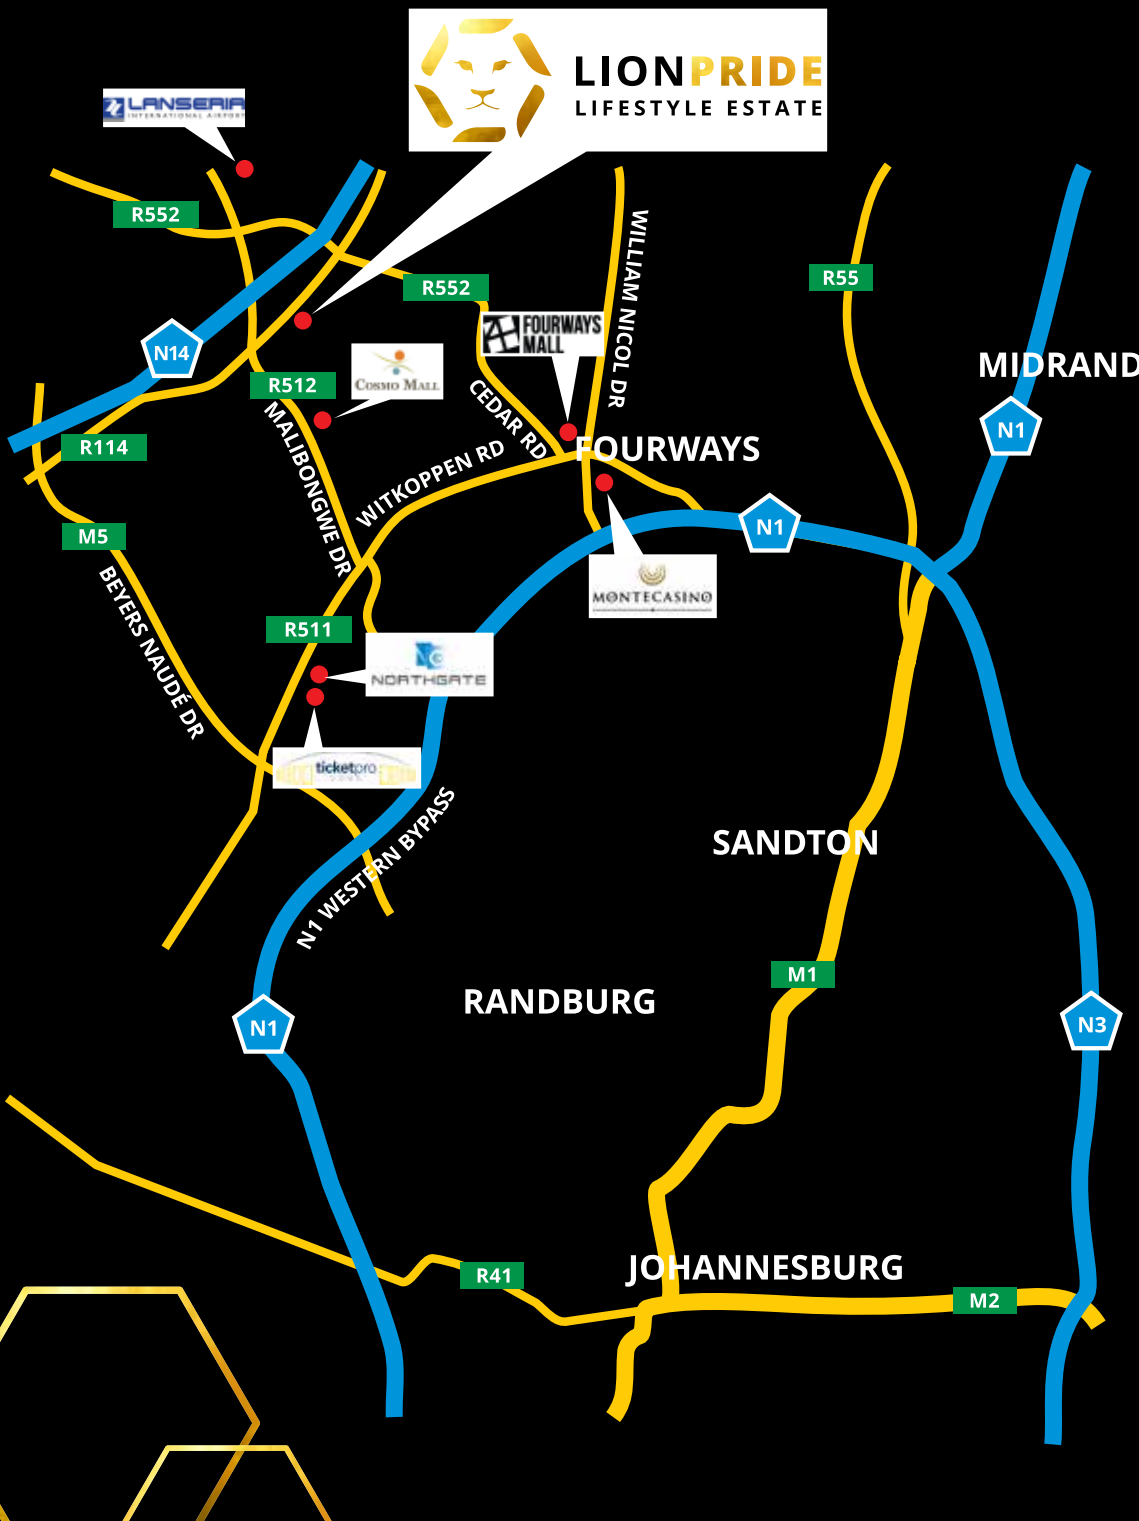 LIONPRIDE
LIFESTYLE ESTATE
LANSERIA
INTERNATIONAL AIRPORT
R552
R552
WILLIAM NICOL DR
R55
FOURWAYS
MALL
N14
MIDRAND
COSMO MALL
R512
CEDAR RD
MALIBONGWE DR
R114
WITKOPPEN RD
FOURWAYS
N1
M5
N1
BEYERS NAUDÉ DR
MONTECASINO
R511
NORTHGATE
ticketpro
N1 WESTERN BYPASS
SANDTON
M1
RANDBURG
N1
N3
JOHANNESBURG
R41
M2